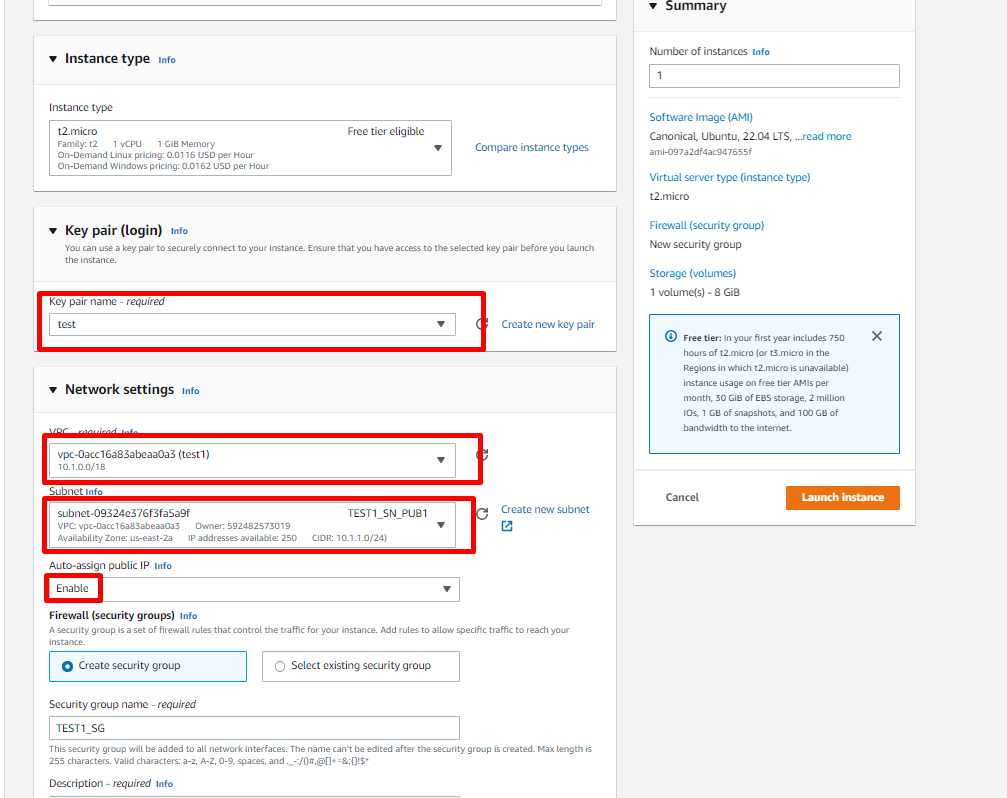 Summary
Instance type Info
Number of instances Info
1
Instance type
t2.micro Free tier eligible
Family: t2 1 vCPU 1 GiB Memory
On-Demand Linux pricing: 0.0116 USD per Hour
On-Demand Windows pricing: 0.0162 USD per Hour
Compare instance types
Software Image (AMI)
Canonical, Ubuntu, 22.04 LTS, ...read more
ami-097a2df4ac947655f
Virtual server type (instance type)
t2.micro
Firewall (security group)
New security group
Storage (volumes)
1 volume(s) - 8 GiB
Key pair (login) Info
You can use a key pair to securely connect to your instance. Ensure that you have access to the selected key pair before you launch
the instance.
Key pair name - required
test
Create new key pair
Free tier: In your first year includes 750
hours of t2.micro (or t3.micro in the
Regions in which t2.micro is unavailable)
instance usage on free tier AMIs per
month, 30 GiB of EBS storage, 2 million
IOs, 1 GB of snapshots, and 100 GB of
bandwidth to the internet.
Cancel
Launch instance
Network settings Info
VPC - required Info
vpc-0acc16a83abeaa0a3 (test1)
10.1.0.0/18
Subnet Info
subnet-09324e376f3fa5a9f TEST1_SN_PUB1
VPC: vpc-0acc16a83abeaa0a3 Owner: 592482573019
Availability Zone: us-east-2a IP addresses available: 250 CIDR: 10.1.1.0/24)
Create new subnet
Auto-assign public IP Info
Enable
Firewall (security groups) Info
A security group is a set of firewall rules that control the traffic for your instance. Add rules to allow specific traffic to reach your
instance.
Create security group
Select existing security group
Security group name - required
TEST1_SG
This security group will be added to all network interfaces. The name can't be edited after the security group is created. Max length is
255 characters. Valid characters: a-z, A-Z, 0-9, spaces, and ._-:/()#,@[]+=&;{}!$*
Description - required Info